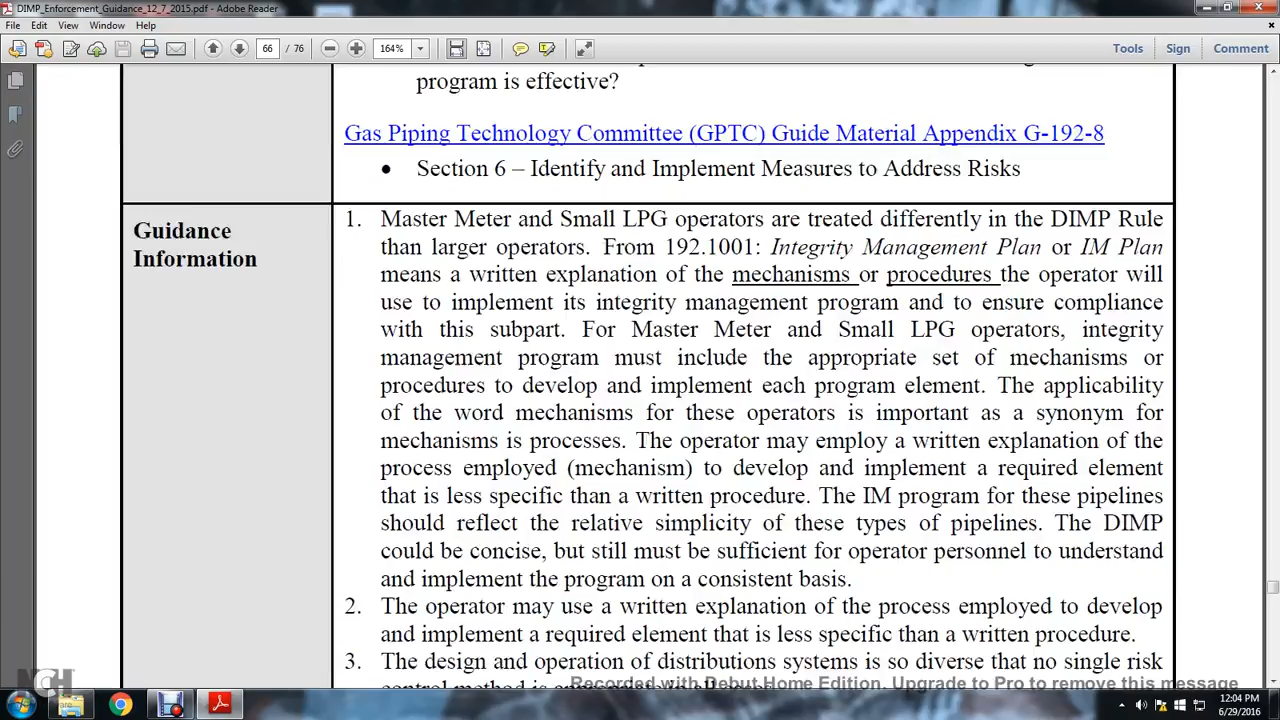 DIMP_Enforcement_Guidance_12_7_2015.pdf - Adobe Reader
File Edit View Window Help
66 / 76 164% Tools Sign Comment
program is effective?
Gas Piping Technology Committee (GPTC) Guide Material Appendix G-192-8
• Section 6 – Identify and Implement Measures to Address Risks
Guidance
Information
1. Master Meter and Small LPG operators are treated differently in the DIMP Rule
than larger operators. From 192.1001: Integrity Management Plan or IM Plan
means a written explanation of the mechanisms or procedures the operator will
use to implement its integrity management program and to ensure compliance
with this subpart. For Master Meter and Small LPG operators, integrity
management program must include the appropriate set of mechanisms or
procedures to develop and implement each program element. The applicability
of the word mechanisms for these operators is important as a synonym for
mechanisms is processes. The operator may employ a written explanation of the
process employed (mechanism) to develop and implement a required element
that is less specific than a written procedure. The IM program for these pipelines
should reflect the relative simplicity of these types of pipelines. The DIMP
could be concise, but still must be sufficient for operator personnel to understand
and implement the program on a consistent basis.
2. The operator may use a written explanation of the process employed to develop
and implement a required element that is less specific than a written procedure.
3. The design and operation of distributions systems is so diverse that no single risk
Recorded with Debut Home Edition. Upgrade to Pro to remove this message
NCH
12:04 PM
6/29/2016